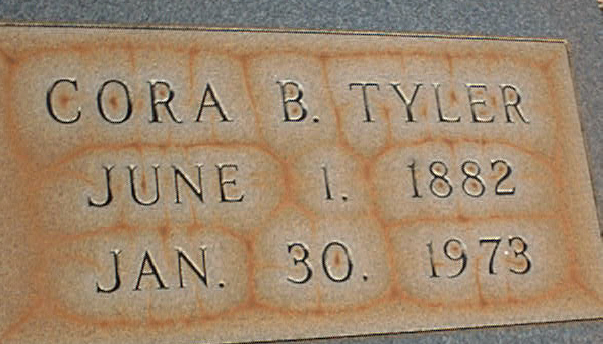 CORA B. TYLER
JUNE 1. 1882
JAN. 30. 1973